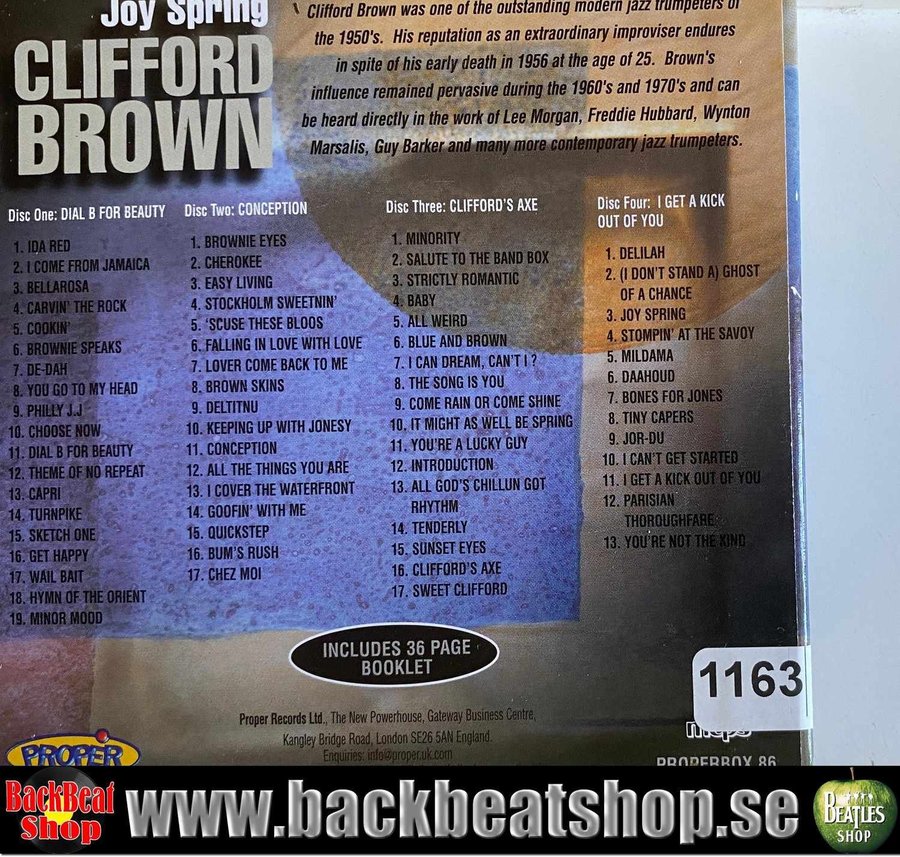 Joy Spring
CLIFFORD
BROWN
Clifford Brown was one of the outstanding modern jazz trumpeters of
the 1950's. His reputation as an extraordinary improviser endures
in spite of his early death in 1956 at the age of 25. Brown's
influence remained pervasive during the 1960's and 1970's and can
be heard directly in the work of Lee Morgan, Freddie Hubbard, Wynton
Marsalis, Guy Barker and many more contemporary jazz trumpeters.
Disc One: DIAL B FOR BEAUTY
1. IDA RED
2. I COME FROM JAMAICA
3. BELLAROSA
4. CARVIN' THE ROCK
5. COOKIN'
6. BROWNIE SPEAKS
7. DE-DAH
8. YOU GO TO MY HEAD
9. PHILLY J.J
10. CHOOSE NOW
11. DIAL B FOR BEAUTY
12. THEME OF NO REPEAT
13. CAPRI
14. TURNPIKE
15. SKETCH ONE
16. GET HAPPY
17. WAIL BAIT
18. HYMN OF THE ORIENT
19. MINOR MOOD
Disc Two: CONCEPTION
1. BROWNIE EYES
2. CHEROKEE
3. EASY LIVING
4. STOCKHOLM SWEETNIN'
5. 'SCUSE THESE BLOOS
6. FALLING IN LOVE WITH LOVE
7. LOVER COME BACK TO ME
8. BROWN SKINS
9. DELTITNU
10. KEEPING UP WITH JONESY
11. CONCEPTION
12. ALL THE THINGS YOU ARE
13. I COVER THE WATERFRONT
14. GOOFIN' WITH ME
15. QUICKSTEP
16. BUM'S RUSH
17. CHEZ MOI
Disc Three: CLIFFORD'S AXE
1. MINORITY
2. SALUTE TO THE BAND BOX
3. STRICTLY ROMANTIC
4. BABY
5. ALL WEIRD
6. BLUE AND BROWN
7. I CAN DREAM, CAN'T I ?
8. THE SONG IS YOU
9. COME RAIN OR COME SHINE
10. IT MIGHT AS WELL BE SPRING
11. YOU'RE A LUCKY GUY
12. INTRODUCTION
13. ALL GOD'S CHILLUN GOT
RHYTHM
14. TENDERLY
15. SUNSET EYES
16. CLIFFORD'S AXE
17. SWEET CLIFFORD
Disc Four: I GET A KICK
OUT OF YOU
1. DELILAH
2. (I DON'T STAND A) GHOST
OF A CHANCE
3. JOY SPRING
4. STOMPIN' AT THE SAVOY
5. MILDAMA
6. DAAHOUD
7. BONES FOR JONES
8. TINY CAPERS
9. JOR-DU
10. I CAN'T GET STARTED
11. I GET A KICK OUT OF YOU
12. PARISIAN
THOROUGHFARE
13. YOU'RE NOT THE KIND
INCLUDES 36 PAGE
BOOKLET
1163
Proper Records Ltd., The New Powerhouse, Gateway Business Centre,
Kangley Bridge Road, London SE26 5AN England.
Enquiries: info@proper.uk.com
mcps
PROPER
PROPERBOX 86
BackBeat
Shop
www.backbeatshop.se
BEATLES
SHOP